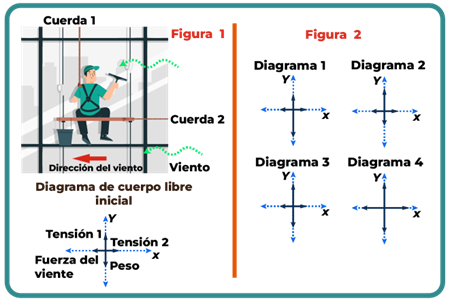 Cuerda 1
Figura 1
Cuerda 2
Viento
Dirección del viento
Diagrama de cuerpo libre
inicial
Y
Tensión 1
Tensión 2
x
Fuerza del
viente
Peso
Figura 2
Diagrama 1
Y
x
Diagrama 2
Y
x
Diagrama 3
Y
x
Diagrama 4
Y
x